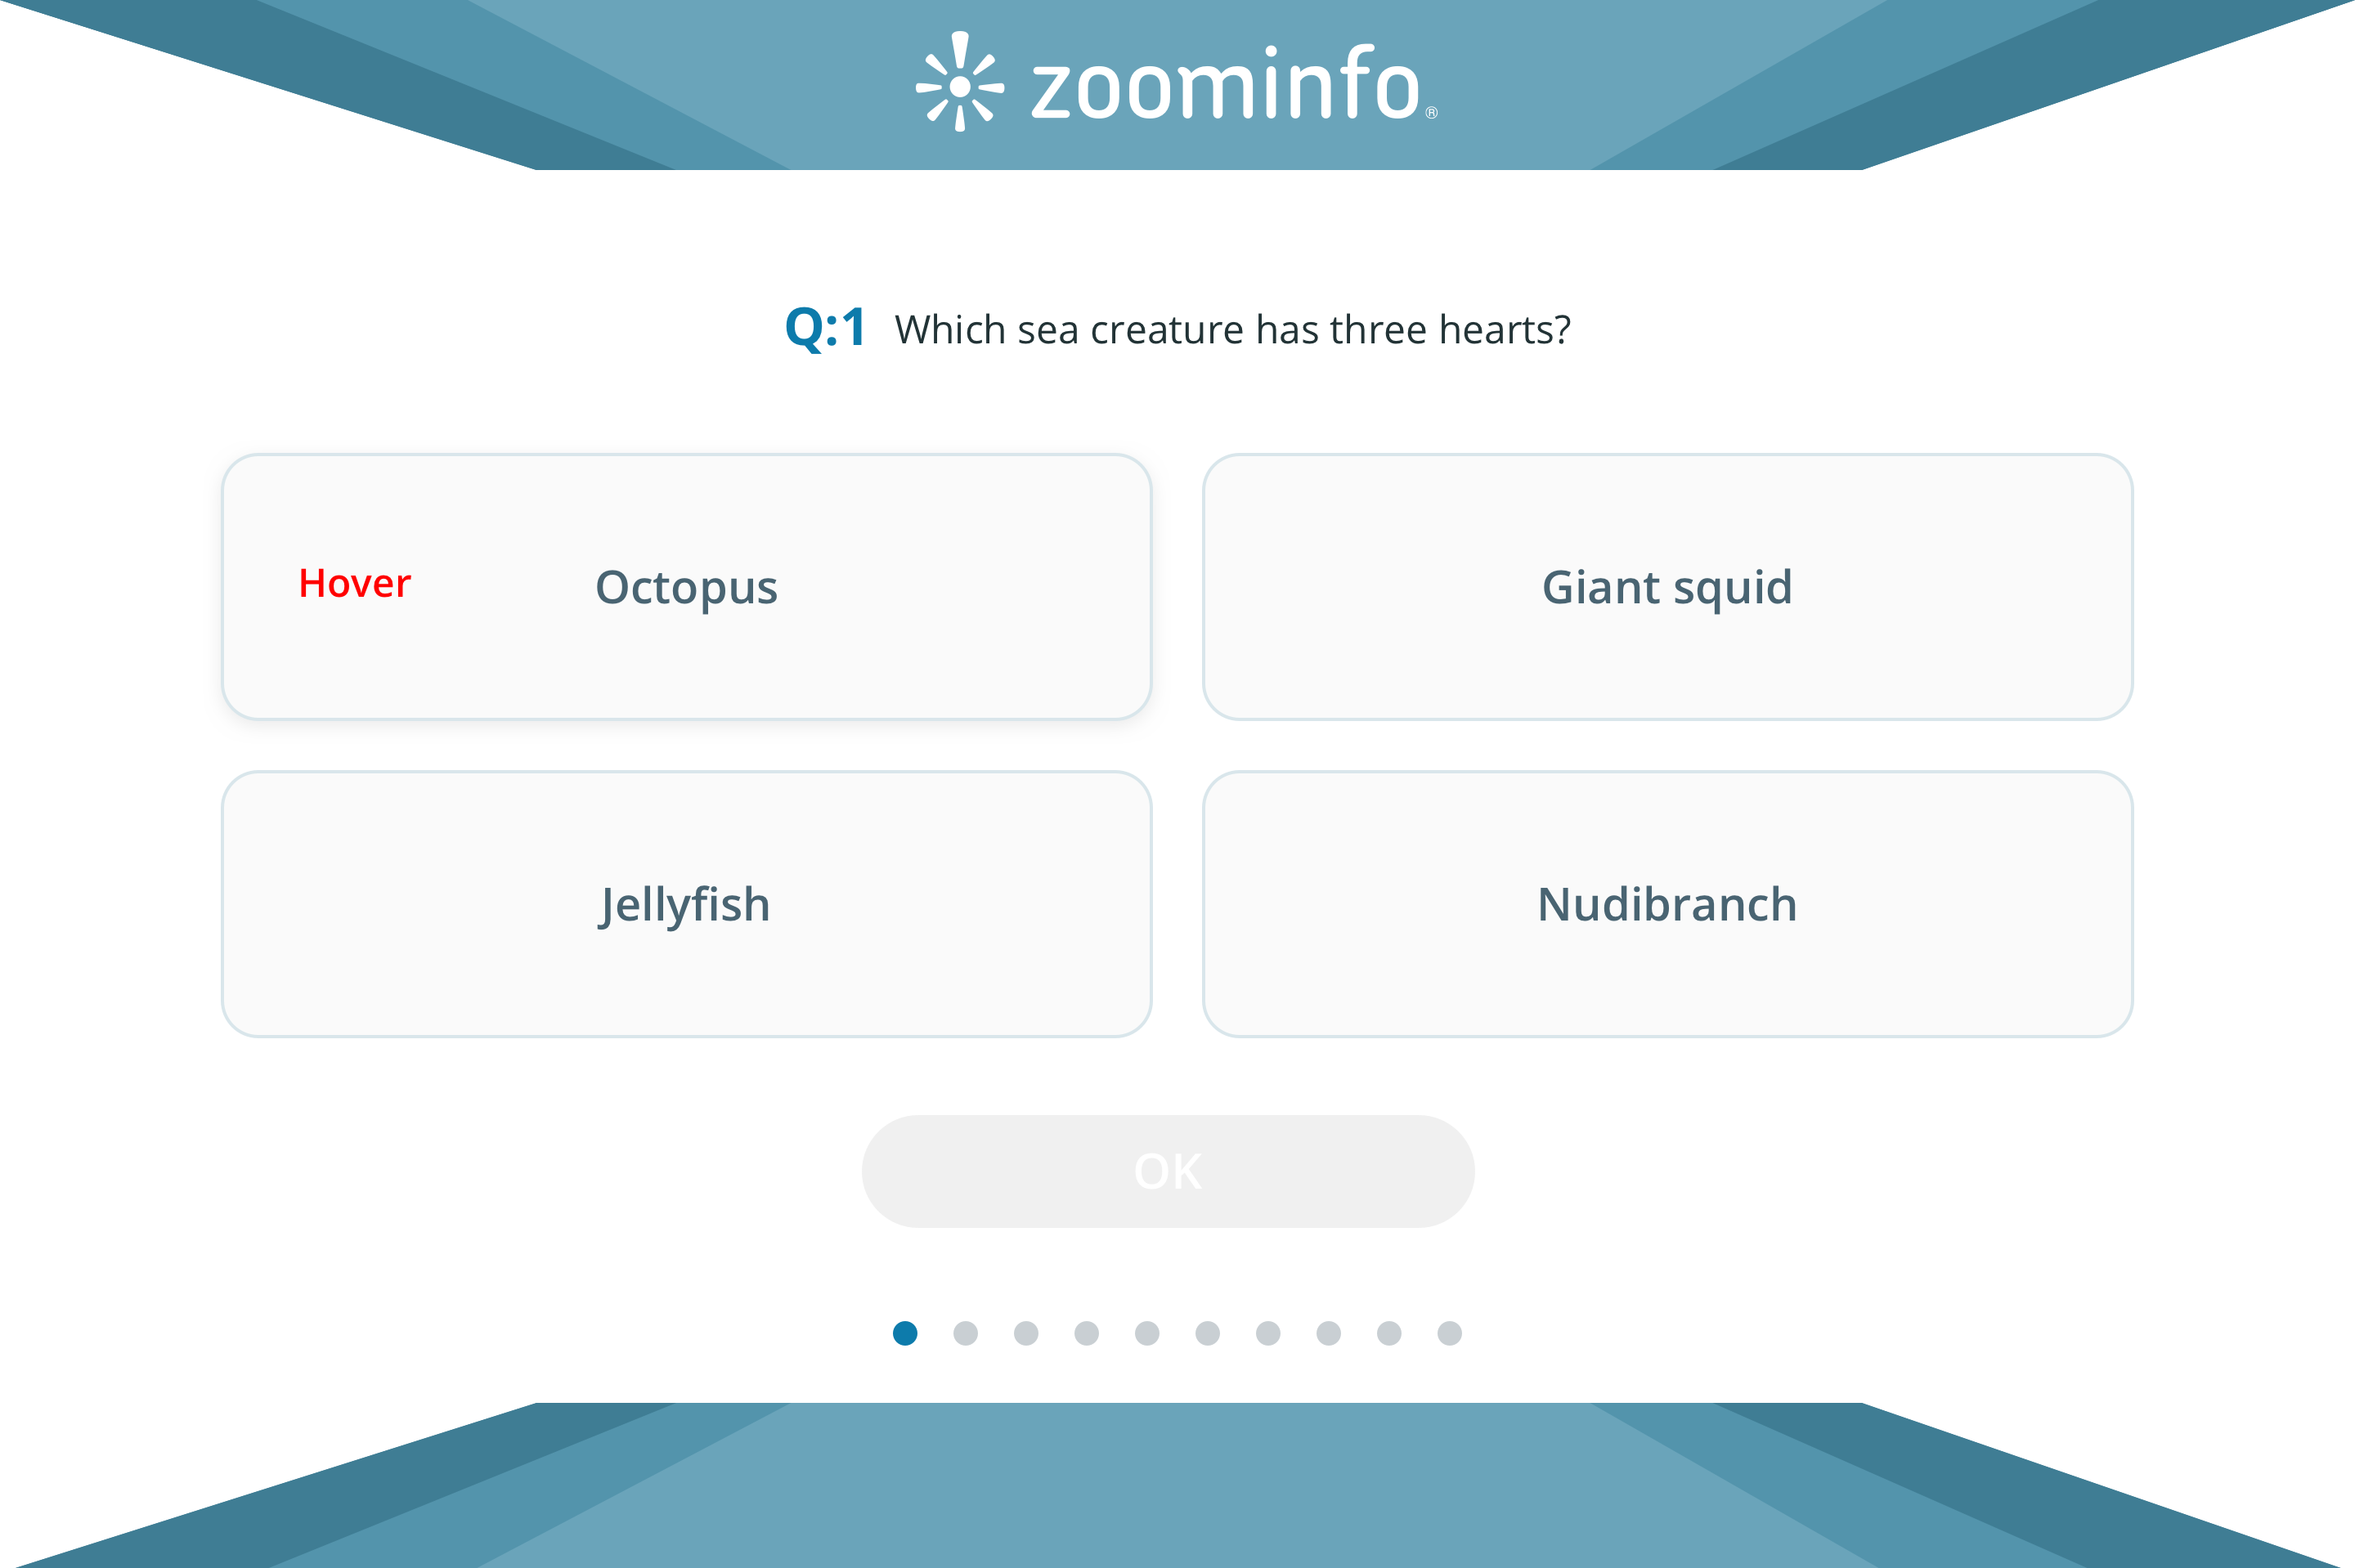 zoominfo®
Q:1 Which sea creature has three hearts?
Hover Octopus
Giant squid
Jellyfish
Nudibranch
OK